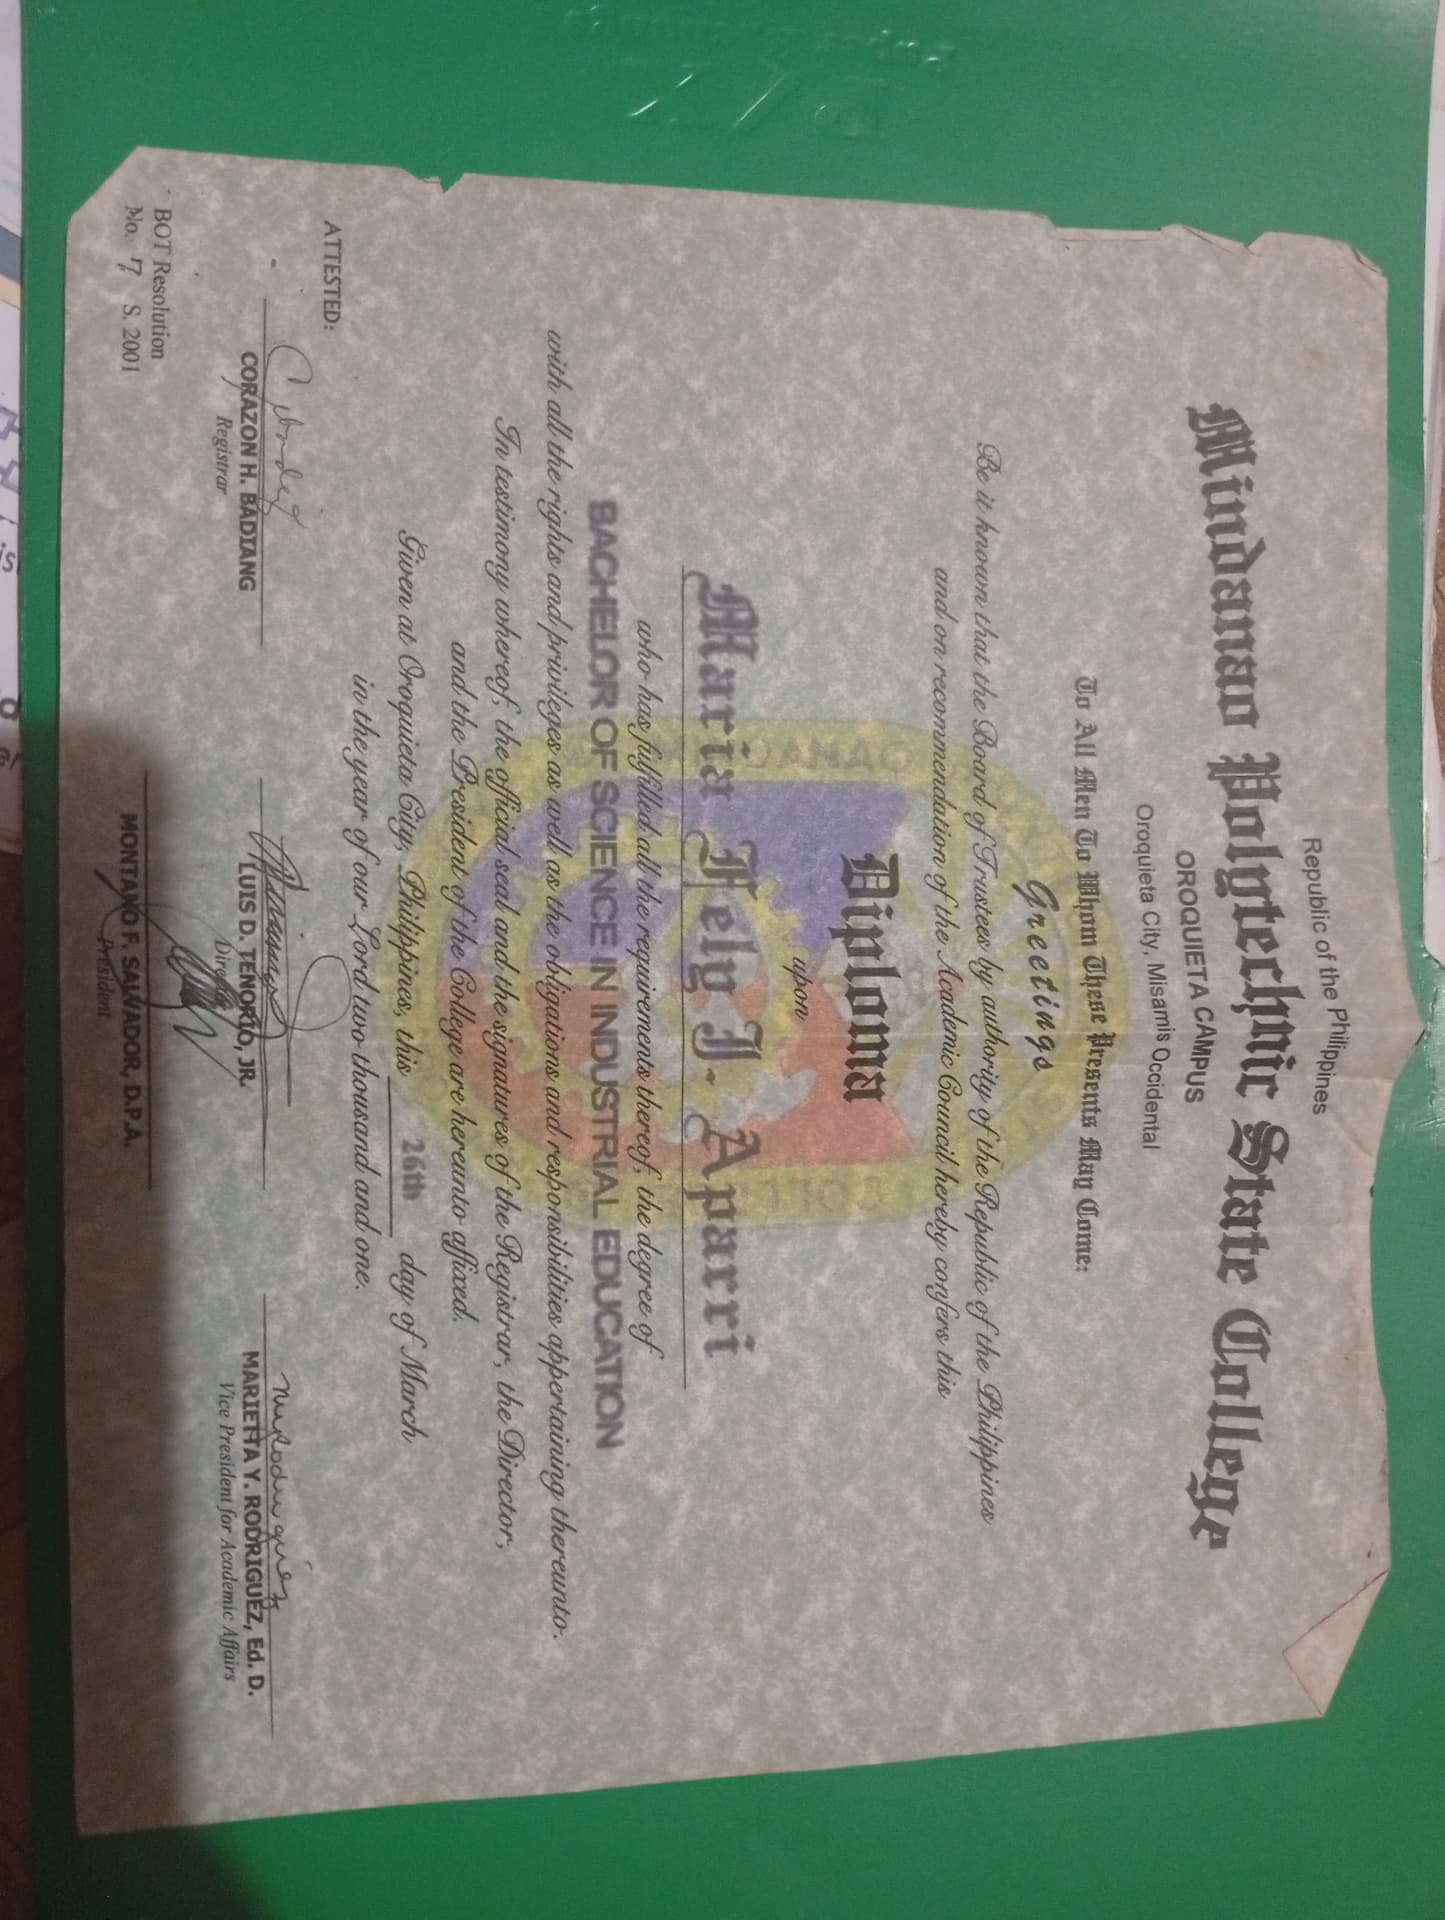 Republic of the Philippines
Mindanao Polytechnic State College
OROQUIETA CAMPUS
Oroquieta City, Misamis Occidental
To All Men To Whom These Presents May Come:
Greetings
Be it known that the Board of Trustees by authority of the Republic of the Philippines
and on recommendation of the Academic Council hereby confers this
Diploma
upon
Maria Help J. Aparri
who has fulfilled all the requirements thereof, the degree of
BACHELOR OF SCIENCE IN INDUSTRIAL EDUCATION
with all the rights and privileges as well as the obligations and responsibilities appertaining thereunto.
In testimony whereof, the official seal and the signatures of the Registrar, the Director,
and the President of the College are hereunto affixed.
Given at Oroquieta City, Philippines, this 26th day of March
in the year of our Lord two thousand and one.
ATTESTED:
CORAZON H. BADIANG
Registrar
LUIS D. TENORIO, JR.
Director
MARIETTA Y. RODRIGUEZ, Ed. D.
Vice President for Academic Affairs
MONTANO F. SALVADOR, D.P.A.
President
BOT Resolution
No. 7 S. 2001